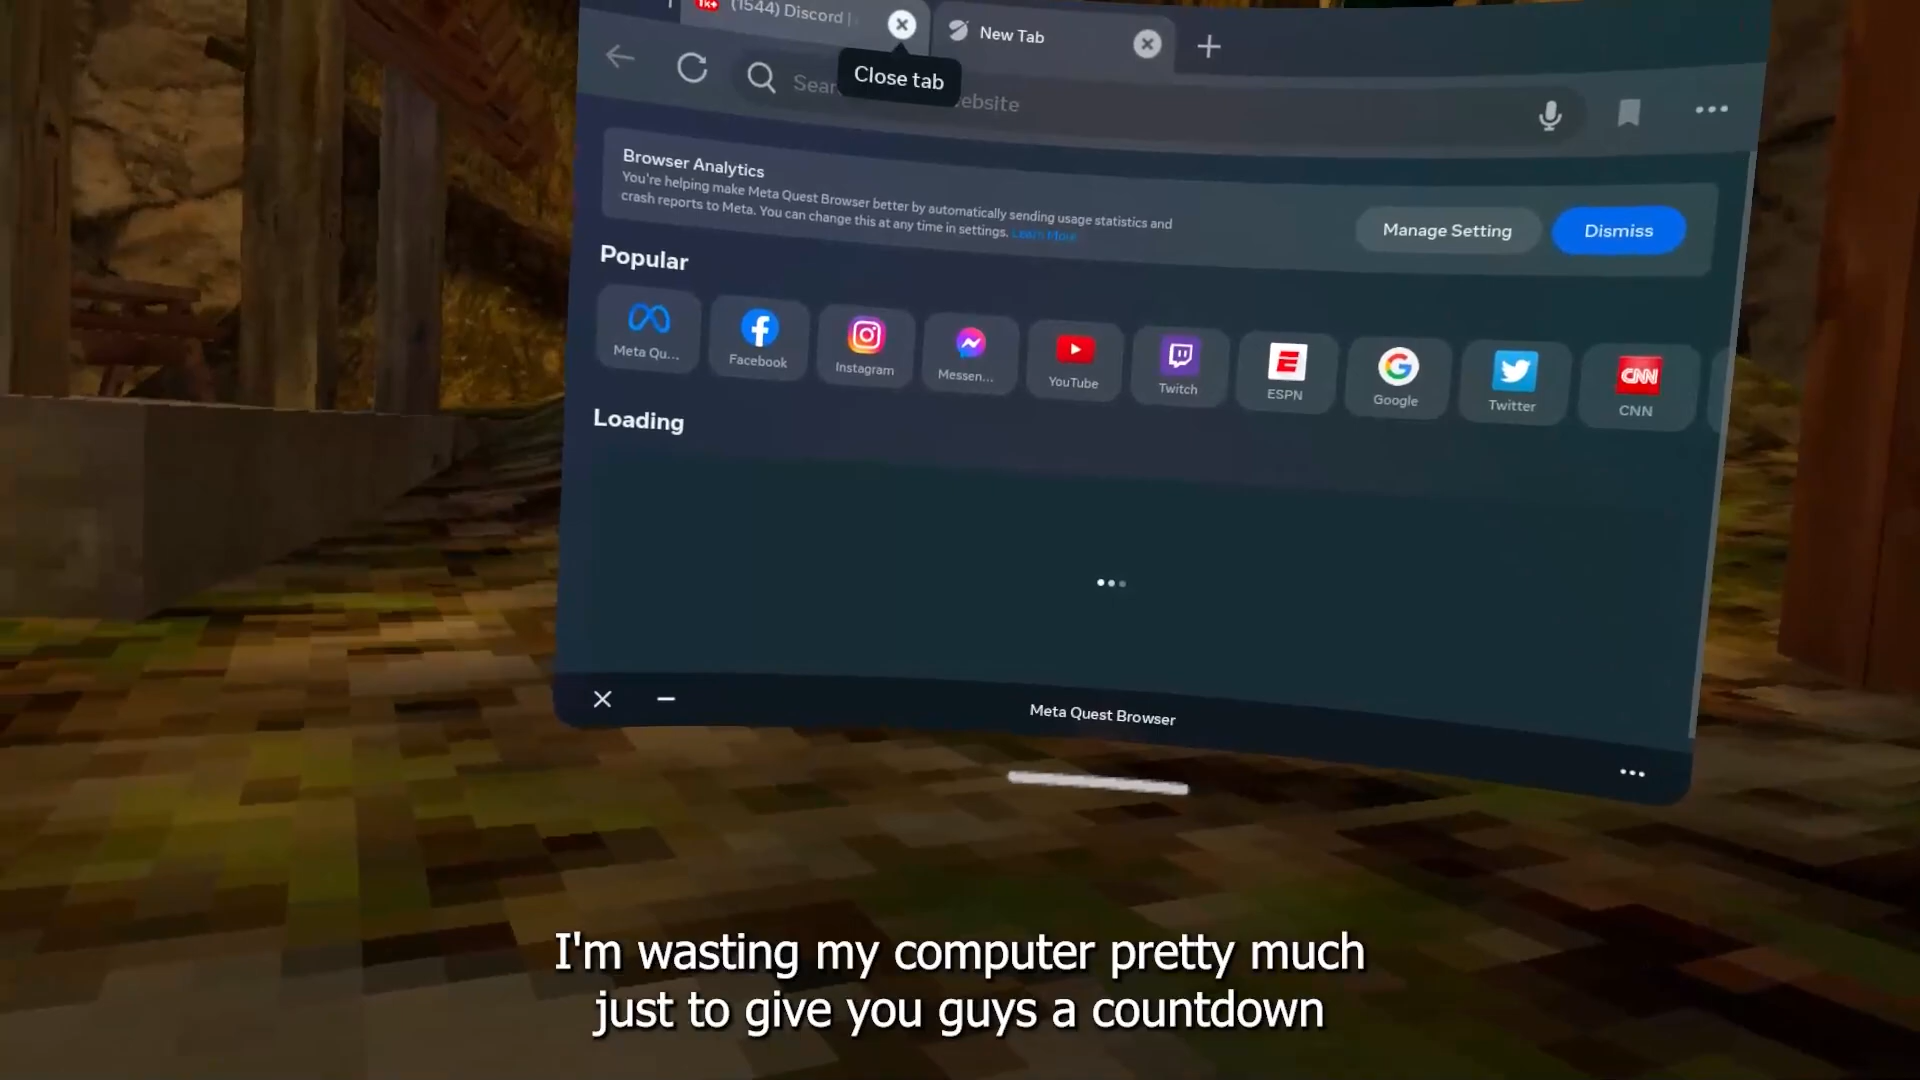 1K+ (1544) Discord |
New Tab
Close tab
Sear ebsite
Browser Analytics
You're helping make Meta Quest Browser better by automatically sending usage statistics and
crash reports to Meta. You can change this at any time in settings. Learn More
Manage Setting
Dismiss
Popular
Meta Qu...
Facebook
Instagram
Messen...
YouTube
Twitch
ESPN
Google
Twitter
CNN
CNN
Loading
Meta Quest Browser
I'm wasting my computer pretty much
just to give you guys a countdown